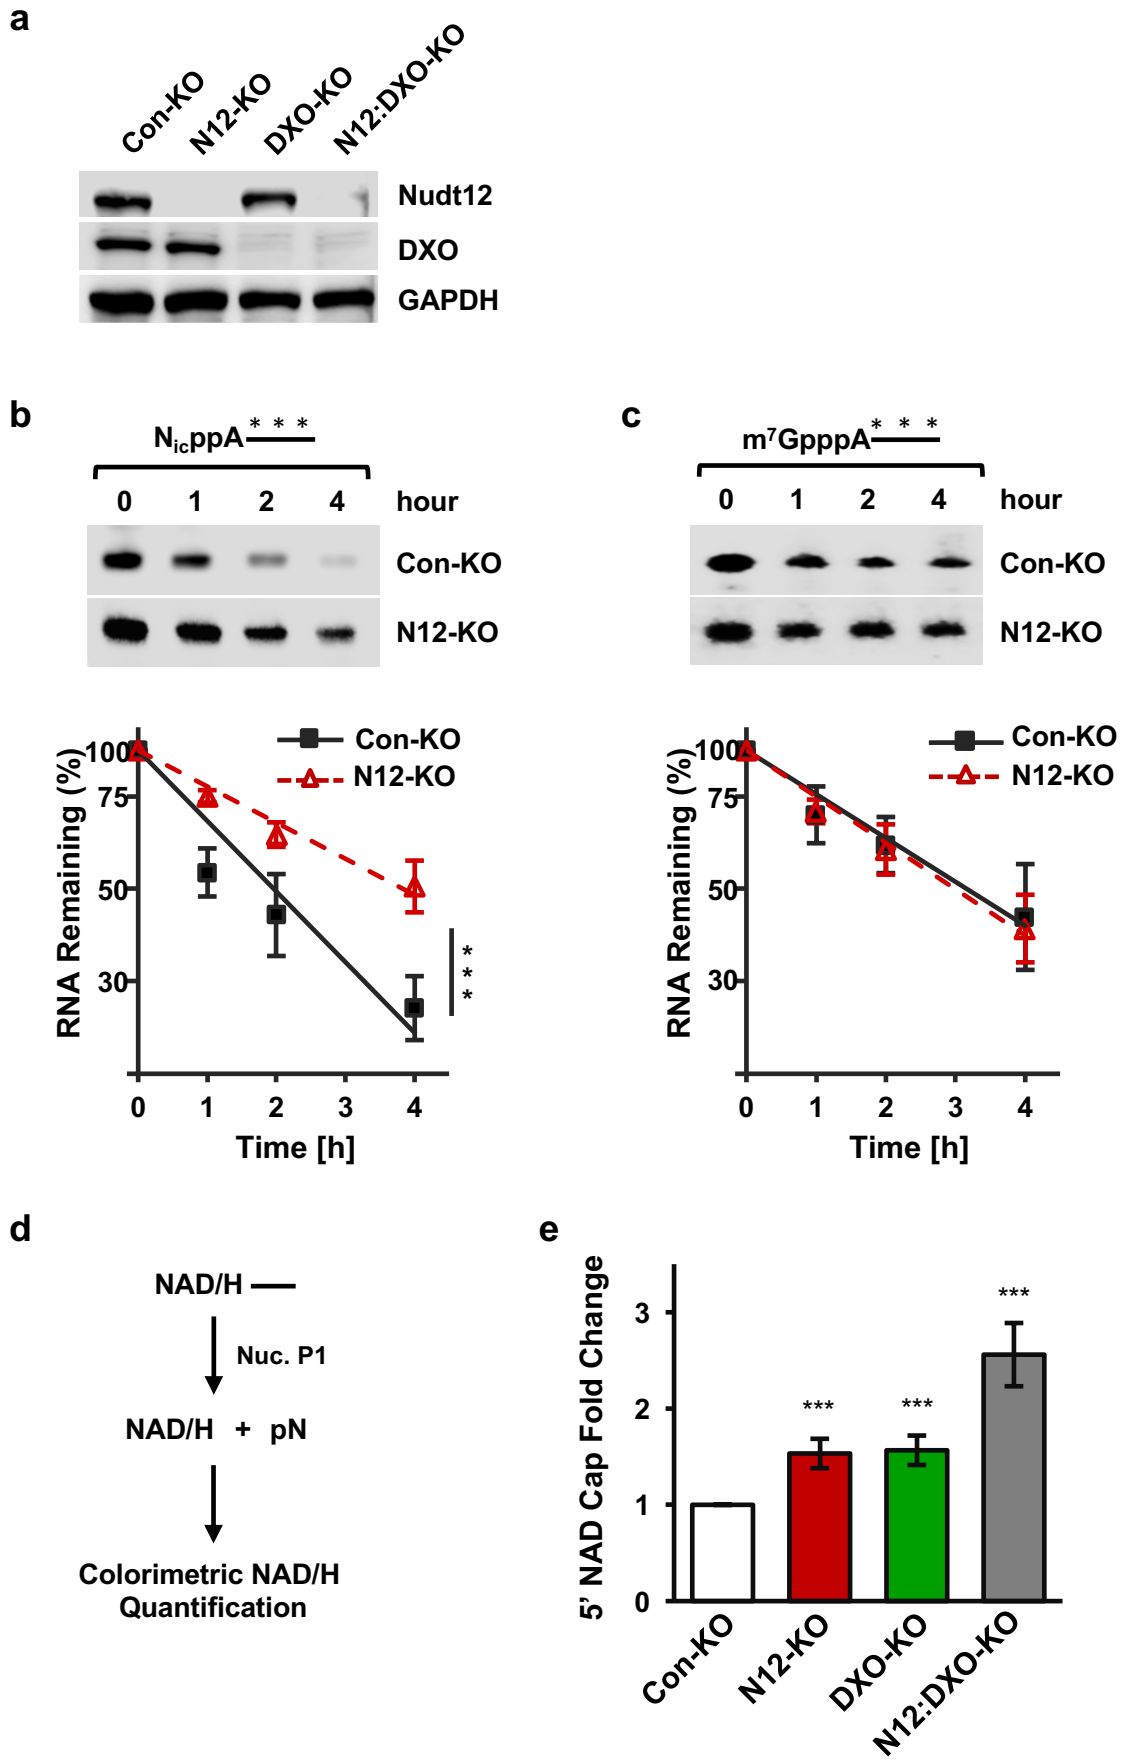 a
Con-KO
N12-KO
DXO-KO
N12:DXO-KO
Nudt12
DXO
GAPDH
b
NicppA * * *
0 1 2 4 hour
Con-KO
N12-KO
RNA Remaining (%)
100
75
50
30
Con-KO
N12-KO
***
0 1 2 3 4
Time [h]
c
m⁷GpppA * * *
0 1 2 4 hour
Con-KO
N12-KO
RNA Remaining (%)
100
75
50
30
Con-KO
N12-KO
0 1 2 3 4
Time [h]
d
NAD/H
Nuc. P1
NAD/H + pN
Colorimetric NAD/H
Quantification
e
5’ NAD Cap Fold Change
3
2
1
0
***
***
***
Con-KO
N12-KO
DXO-KO
N12:DXO-KO